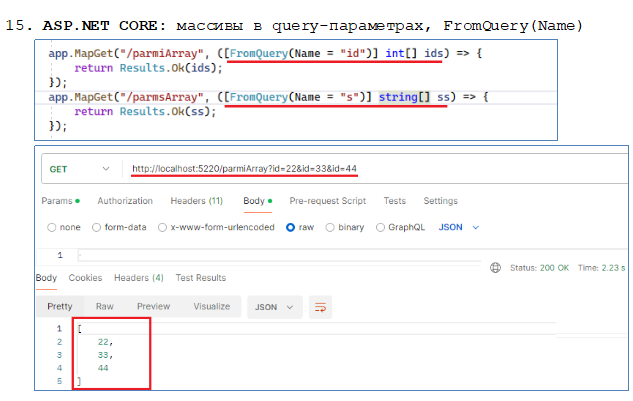 15. ASP.NET CORE: массивы в query-параметрах, FromQuery(Name)
app.MapGet("/parmiArray", ([FromQuery(Name = "id")] int[] ids) => {
return Results.Ok(ids);
});
app.MapGet("/parmsArray", ([FromQuery(Name = "s")] string[] ss) => {
return Results.Ok(ss);
});
GET http://localhost:5220/parmiArray?id=22&id=33&id=44
Params Authorization Headers (11) Body Pre-request Script Tests Settings
none form-data x-www-form-urlencoded raw binary GraphQL JSON
1
Status: 200 OK Time: 2.23 s
Body Cookies Headers (4) Test Results
Pretty Raw Preview Visualize JSON
1 [
2 22,
3 33,
4 44
5 ]